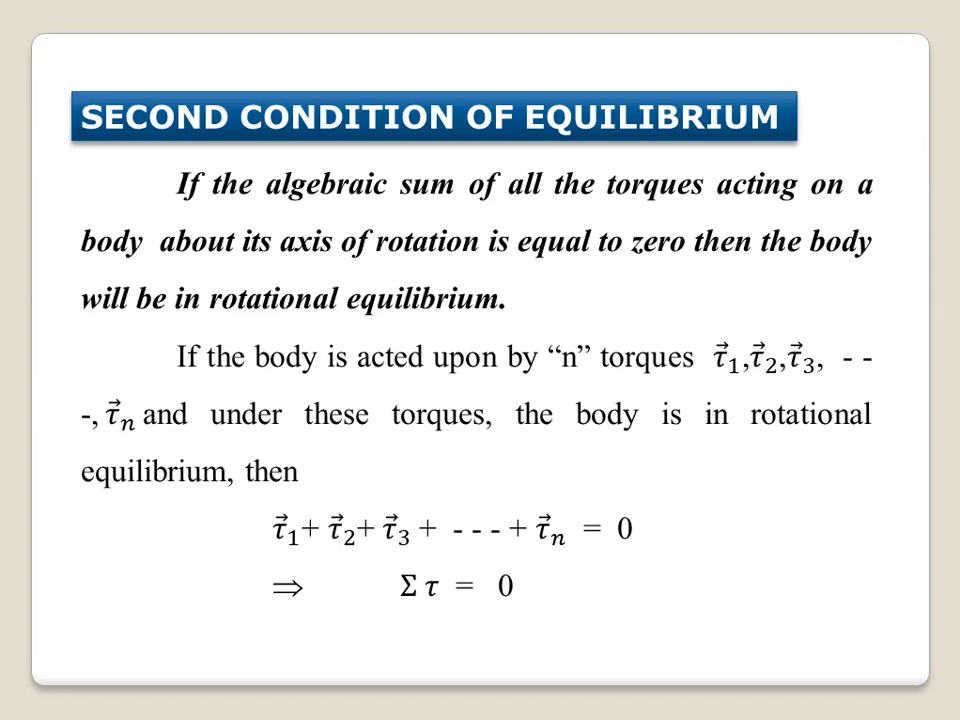 SECOND CONDITION OF EQUILIBRIUM
If the algebraic sum of all the torques acting on a
body about its axis of rotation is equal to zero then the body
will be in rotational equilibrium.
If the body is acted upon by “n” torques τ⃗₁,τ⃗₂,τ⃗₃, - -
-, τ⃗ₙ and under these torques, the body is in rotational
equilibrium, then
τ⃗₁+ τ⃗₂+ τ⃗₃ + - - - + τ⃗ₙ = 0
⇒ Σ τ = 0